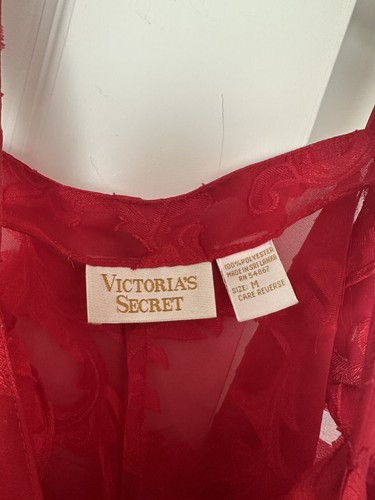 VICTORIA'S
SECRET
100% POLYESTER
MADE IN SRI LANKA
RN 54867
SIZE: M
CARE REVERSE